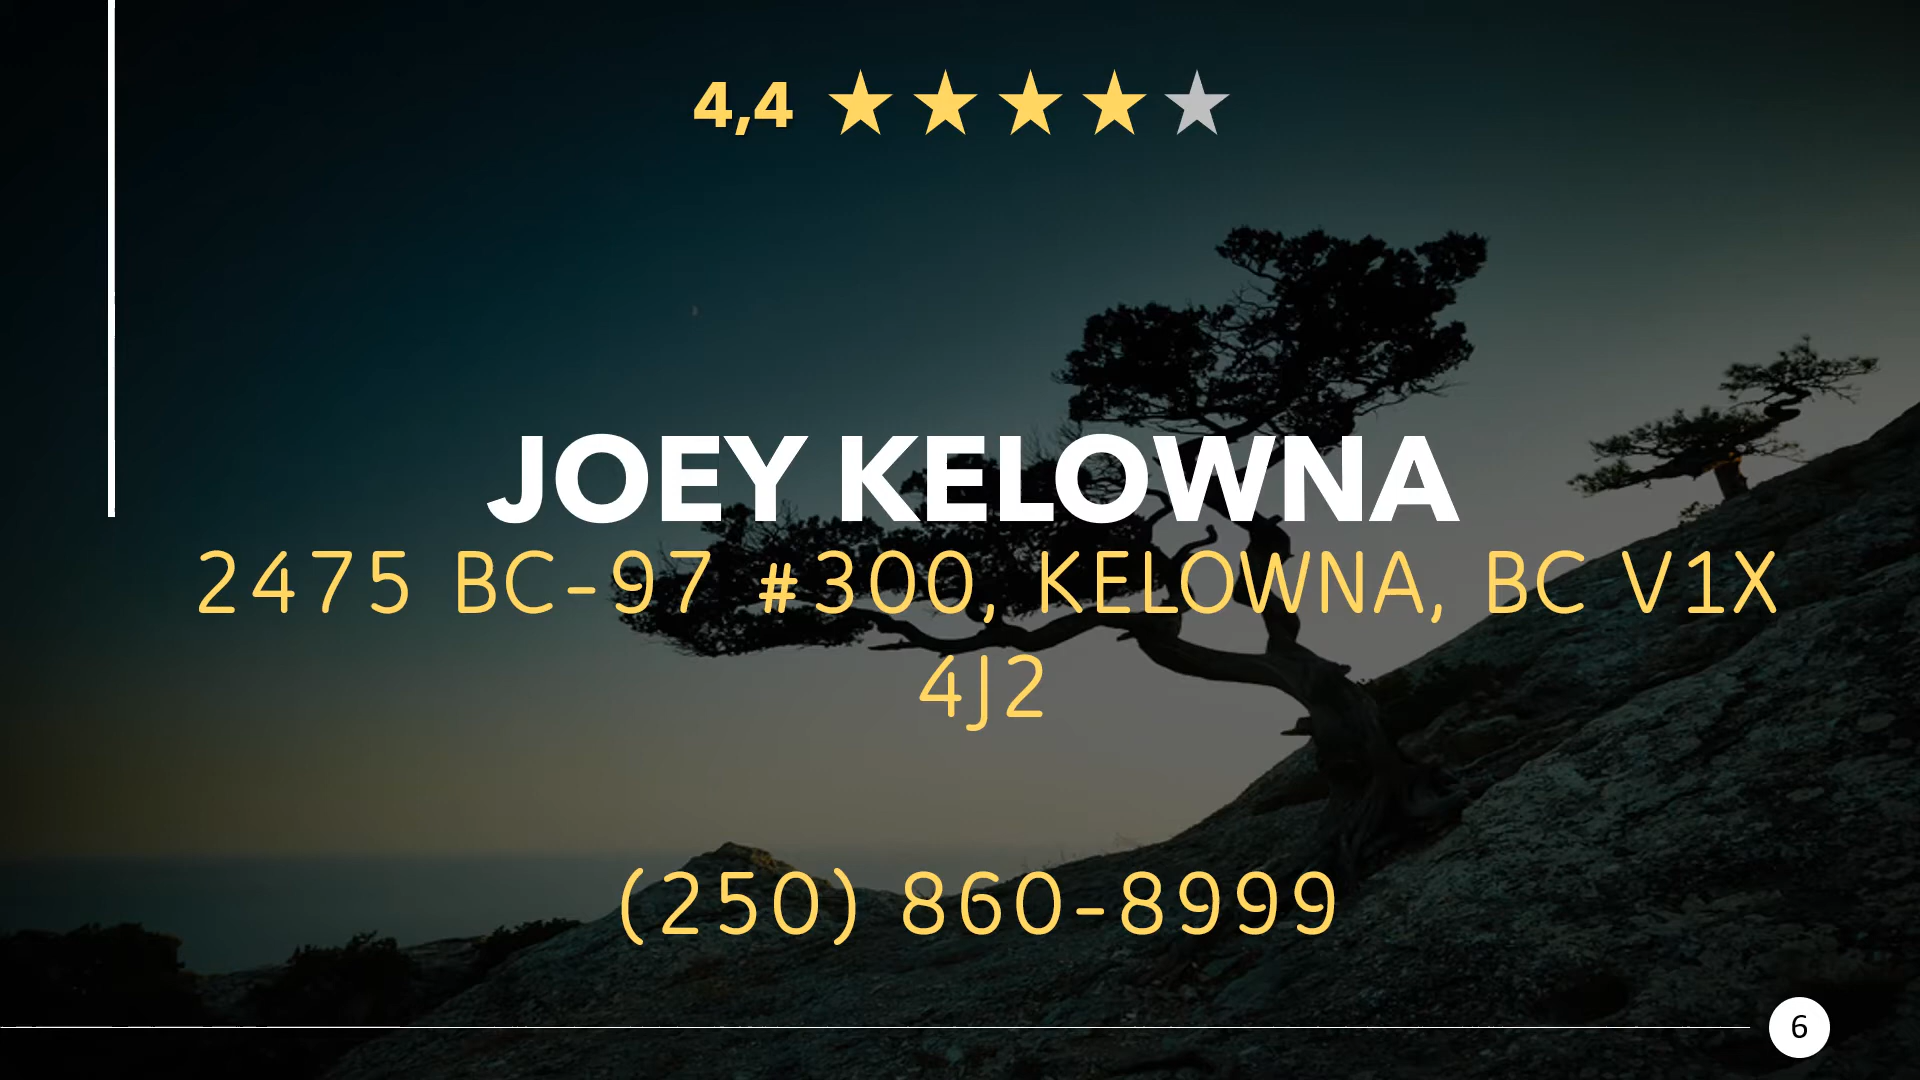 4,4
JOEY KELOWNA
2475 BC-97 #300, KELOWNA, BC V1X
4J2
(250) 860-8999
6